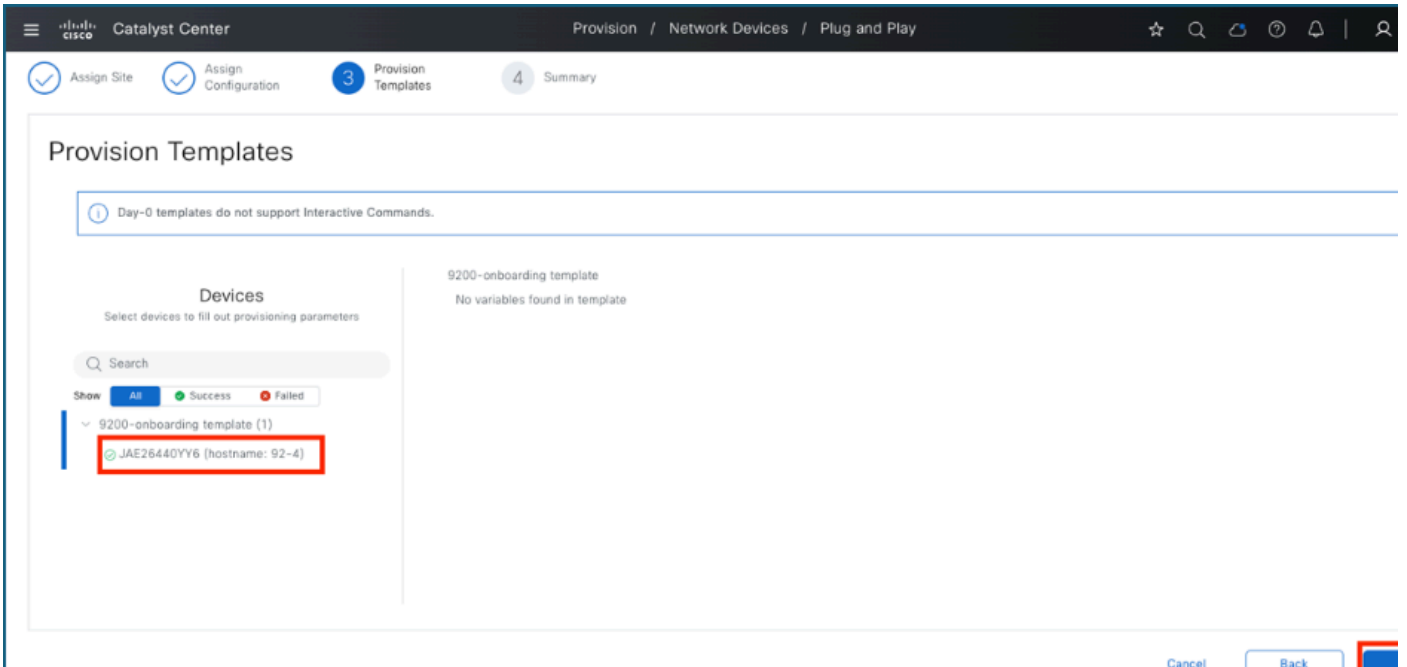 CISCO Catalyst Center Provision / Network Devices / Plug and Play
Assign Site
Assign
Configuration
3 Provision
Templates
4 Summary
Provision Templates
Day-0 templates do not support Interactive Commands.
Devices
Select devices to fill out provisioning parameters
Search
Show All Success Failed
9200-onboarding template (1)
JAE26440YY6 (hostname: 92-4)
9200-onboarding template
No variables found in template
Cancel Back